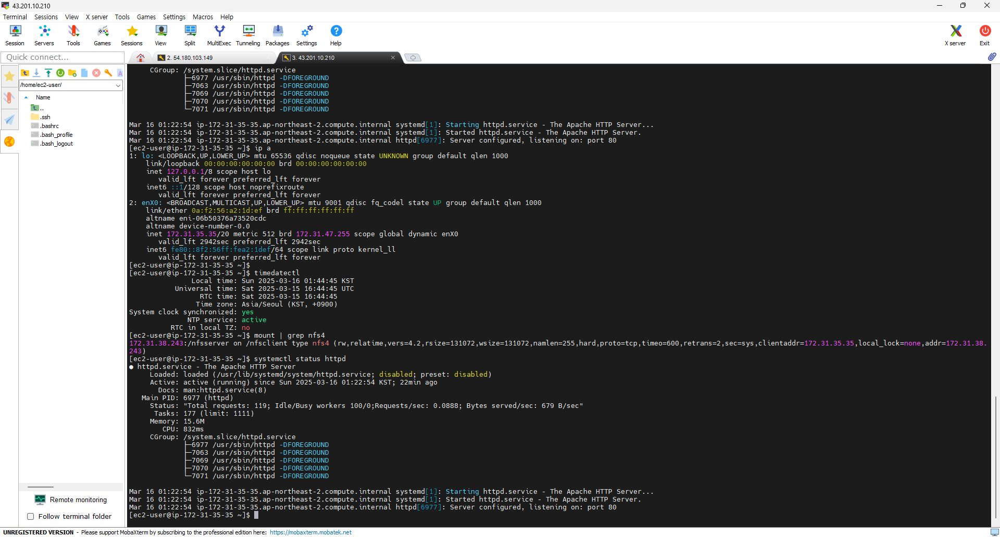 43.201.10.210
Terminal Sessions View X server Tools Games Settings Macros Help
Session Servers Tools Games Sessions View Split MultiExec Tunneling Packages Settings Help X server Exit
Quick connect...
2. 54.180.103.149
3. 43.201.10.210
/home/ec2-user/
Name
..
.ssh
.bashrc
.bash_profile
.bash_logout
Remote monitoring
Follow terminal folder
CGroup: /system.slice/httpd.service
├─6977 /usr/sbin/httpd -DFOREGROUND
├─7063 /usr/sbin/httpd -DFOREGROUND
├─7069 /usr/sbin/httpd -DFOREGROUND
├─7070 /usr/sbin/httpd -DFOREGROUND
└─7071 /usr/sbin/httpd -DFOREGROUND
Mar 16 01:22:54 ip-172-31-35-35.ap-northeast-2.compute.internal systemd[1]: Starting httpd.service - The Apache HTTP Server...
Mar 16 01:22:54 ip-172-31-35-35.ap-northeast-2.compute.internal systemd[1]: Started httpd.service - The Apache HTTP Server.
Mar 16 01:22:54 ip-172-31-35-35.ap-northeast-2.compute.internal httpd[6977]: Server configured, listening on: port 80
[ec2-user@ip-172-31-35-35 ~]$ ip a
1: lo: <LOOPBACK,UP,LOWER_UP> mtu 65536 qdisc noqueue state UNKNOWN group default qlen 1000
link/loopback 00:00:00:00:00:00 brd 00:00:00:00:00:00
inet 127.0.0.1/8 scope host lo
valid_lft forever preferred_lft forever
inet6 ::1/128 scope host noprefixroute
valid_lft forever preferred_lft forever
2: enX0: <BROADCAST,MULTICAST,UP,LOWER_UP> mtu 9001 qdisc fq_codel state UP group default qlen 1000
link/ether 0a:f2:56:a2:1d:ef brd ff:ff:ff:ff:ff:ff
altname eni-06b50376a73520cdc
altname device-number-0.0
inet 172.31.35.35/20 metric 512 brd 172.31.47.255 scope global dynamic enX0
valid_lft 2942sec preferred_lft 2942sec
inet6 fe80::8f2:56ff:fea2:1def/64 scope link proto kernel_ll
valid_lft forever preferred_lft forever
[ec2-user@ip-172-31-35-35 ~]$
[ec2-user@ip-172-31-35-35 ~]$ timedatectl
Local time: Sun 2025-03-16 01:44:45 KST
Universal time: Sat 2025-03-15 16:44:45 UTC
RTC time: Sat 2025-03-15 16:44:45
Time zone: Asia/Seoul (KST, +0900)
System clock synchronized: yes
NTP service: active
RTC in local TZ: no
[ec2-user@ip-172-31-35-35 ~]$ mount | grep nfs4
172.31.38.243:/nfsserver on /nfsclient type nfs4 (rw,relatime,vers=4.2,rsize=131072,wsize=131072,namlen=255,hard,proto=tcp,timeo=600,retrans=2,sec=sys,clientaddr=172.31.35.35,local_lock=none,addr=172.31.38.
243)
[ec2-user@ip-172-31-35-35 ~]$ systemctl status httpd
● httpd.service - The Apache HTTP Server
Loaded: loaded (/usr/lib/systemd/system/httpd.service; disabled; preset: disabled)
Active: active (running) since Sun 2025-03-16 01:22:54 KST; 22min ago
Docs: man:httpd.service(8)
Main PID: 6977 (httpd)
Status: "Total requests: 119; Idle/Busy workers 100/0;Requests/sec: 0.0888; Bytes served/sec: 679 B/sec"
Tasks: 177 (limit: 1111)
Memory: 15.6M
CPU: 832ms
CGroup: /system.slice/httpd.service
├─6977 /usr/sbin/httpd -DFOREGROUND
├─7063 /usr/sbin/httpd -DFOREGROUND
├─7069 /usr/sbin/httpd -DFOREGROUND
├─7070 /usr/sbin/httpd -DFOREGROUND
└─7071 /usr/sbin/httpd -DFOREGROUND
Mar 16 01:22:54 ip-172-31-35-35.ap-northeast-2.compute.internal systemd[1]: Starting httpd.service - The Apache HTTP Server...
Mar 16 01:22:54 ip-172-31-35-35.ap-northeast-2.compute.internal systemd[1]: Started httpd.service - The Apache HTTP Server.
Mar 16 01:22:54 ip-172-31-35-35.ap-northeast-2.compute.internal httpd[6977]: Server configured, listening on: port 80
[ec2-user@ip-172-31-35-35 ~]$
UNREGISTERED VERSION - Please support MobaXterm by subscribing to the professional edition here: https://mobaxterm.mobatek.net